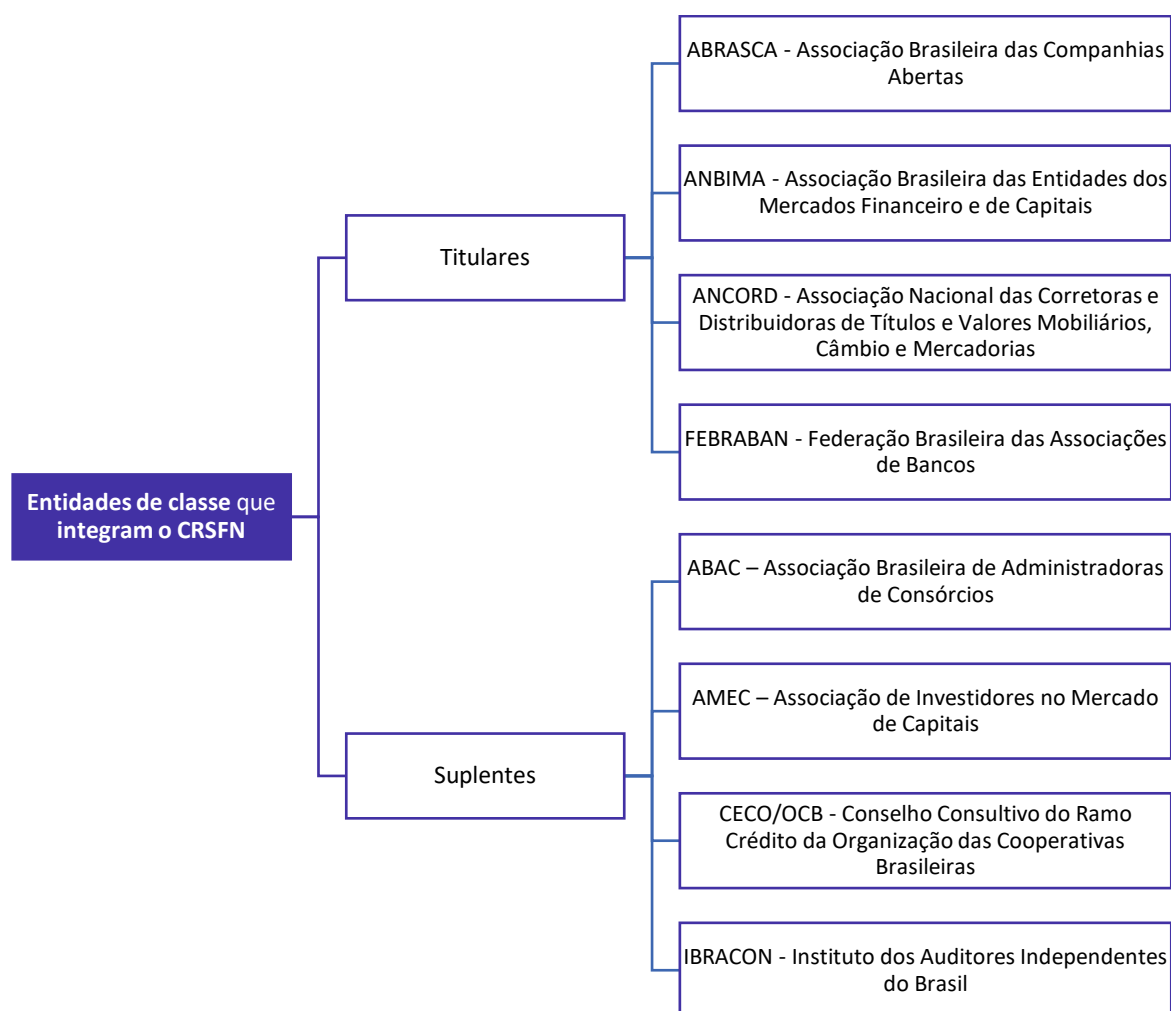 ABRASCA - Associação Brasileira das Companhias
Abertas
ANBIMA - Associação Brasileira das Entidades dos
Mercados Financeiro e de Capitais
Titulares
ANCORD - Associação Nacional das Corretoras e
Distribuidoras de Títulos e Valores Mobiliários,
Câmbio e Mercadorias
FEBRABAN - Federação Brasileira das Associações
de Bancos
Entidades de classe que
integram o CRSFN
ABAC – Associação Brasileira de Administradoras
de Consórcios
AMEC – Associação de Investidores no Mercado
de Capitais
Suplentes
CECO/OCB - Conselho Consultivo do Ramo
Crédito da Organização das Cooperativas
Brasileiras
IBRACON - Instituto dos Auditores Independentes
do Brasil